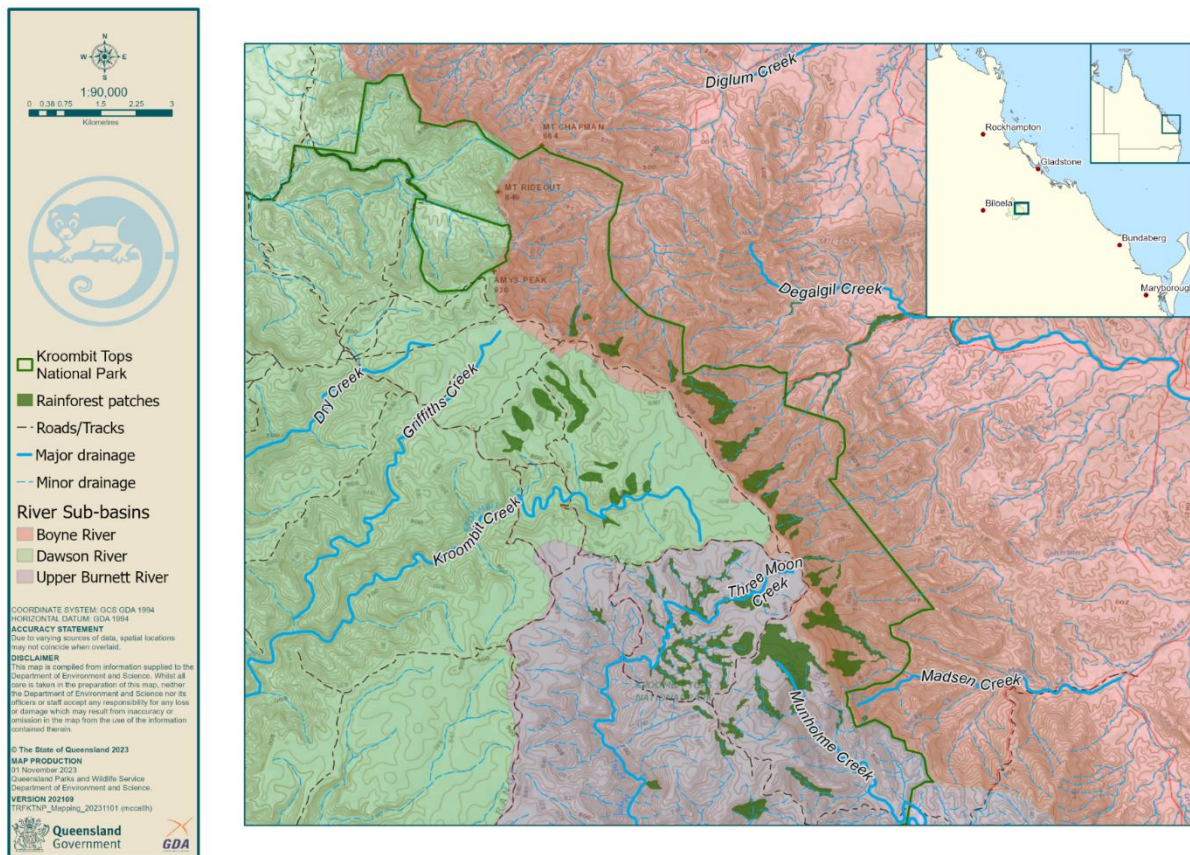 N
W E
S
1:90,000
0 0.38 0.75 1.5 2.25 3
Kilometres
Kroombit Tops
National Park
Rainforest patches
Roads/Tracks
Major drainage
Minor drainage
River Sub-basins
Boyne River
Dawson River
Upper Burnett River
COORDINATE SYSTEM: GCS GDA 1994
HORIZONTAL DATUM: GDA 1994
ACCURACY STATEMENT
Due to varying sources of data, spatial locations
may not coincide when overlaid.
DISCLAIMER
This map is compiled from information supplied to the
Department of Environment and Science. Whilst all
care is taken in the preparation of this map, neither
the Department of Environment and Science nor its
officers or staff accept any responsibility for any loss
or damage which may result from inaccuracy or
omission in the map from the use of the information
contained therein.
© The State of Queensland 2023
MAP PRODUCTION
01 November 2023
Queensland Parks and Wildlife Service
Department of Environment and Science.
VERSION 202109
TRFKTNP_Mapping_20231101 (mccallh)
Queensland
Government
GDA
Diglum Creek
MT CHAPMAN
664
MT RIDEOUT
AMYS PEAK
Degalgil Creek
Dry Creek
Griffiths Creek
Kroombit Creek
Three Moon
Creek
Madsen Creek
Munholme Creek
Rockhampton
Gladstone
Biloela
Bundaberg
Maryborough